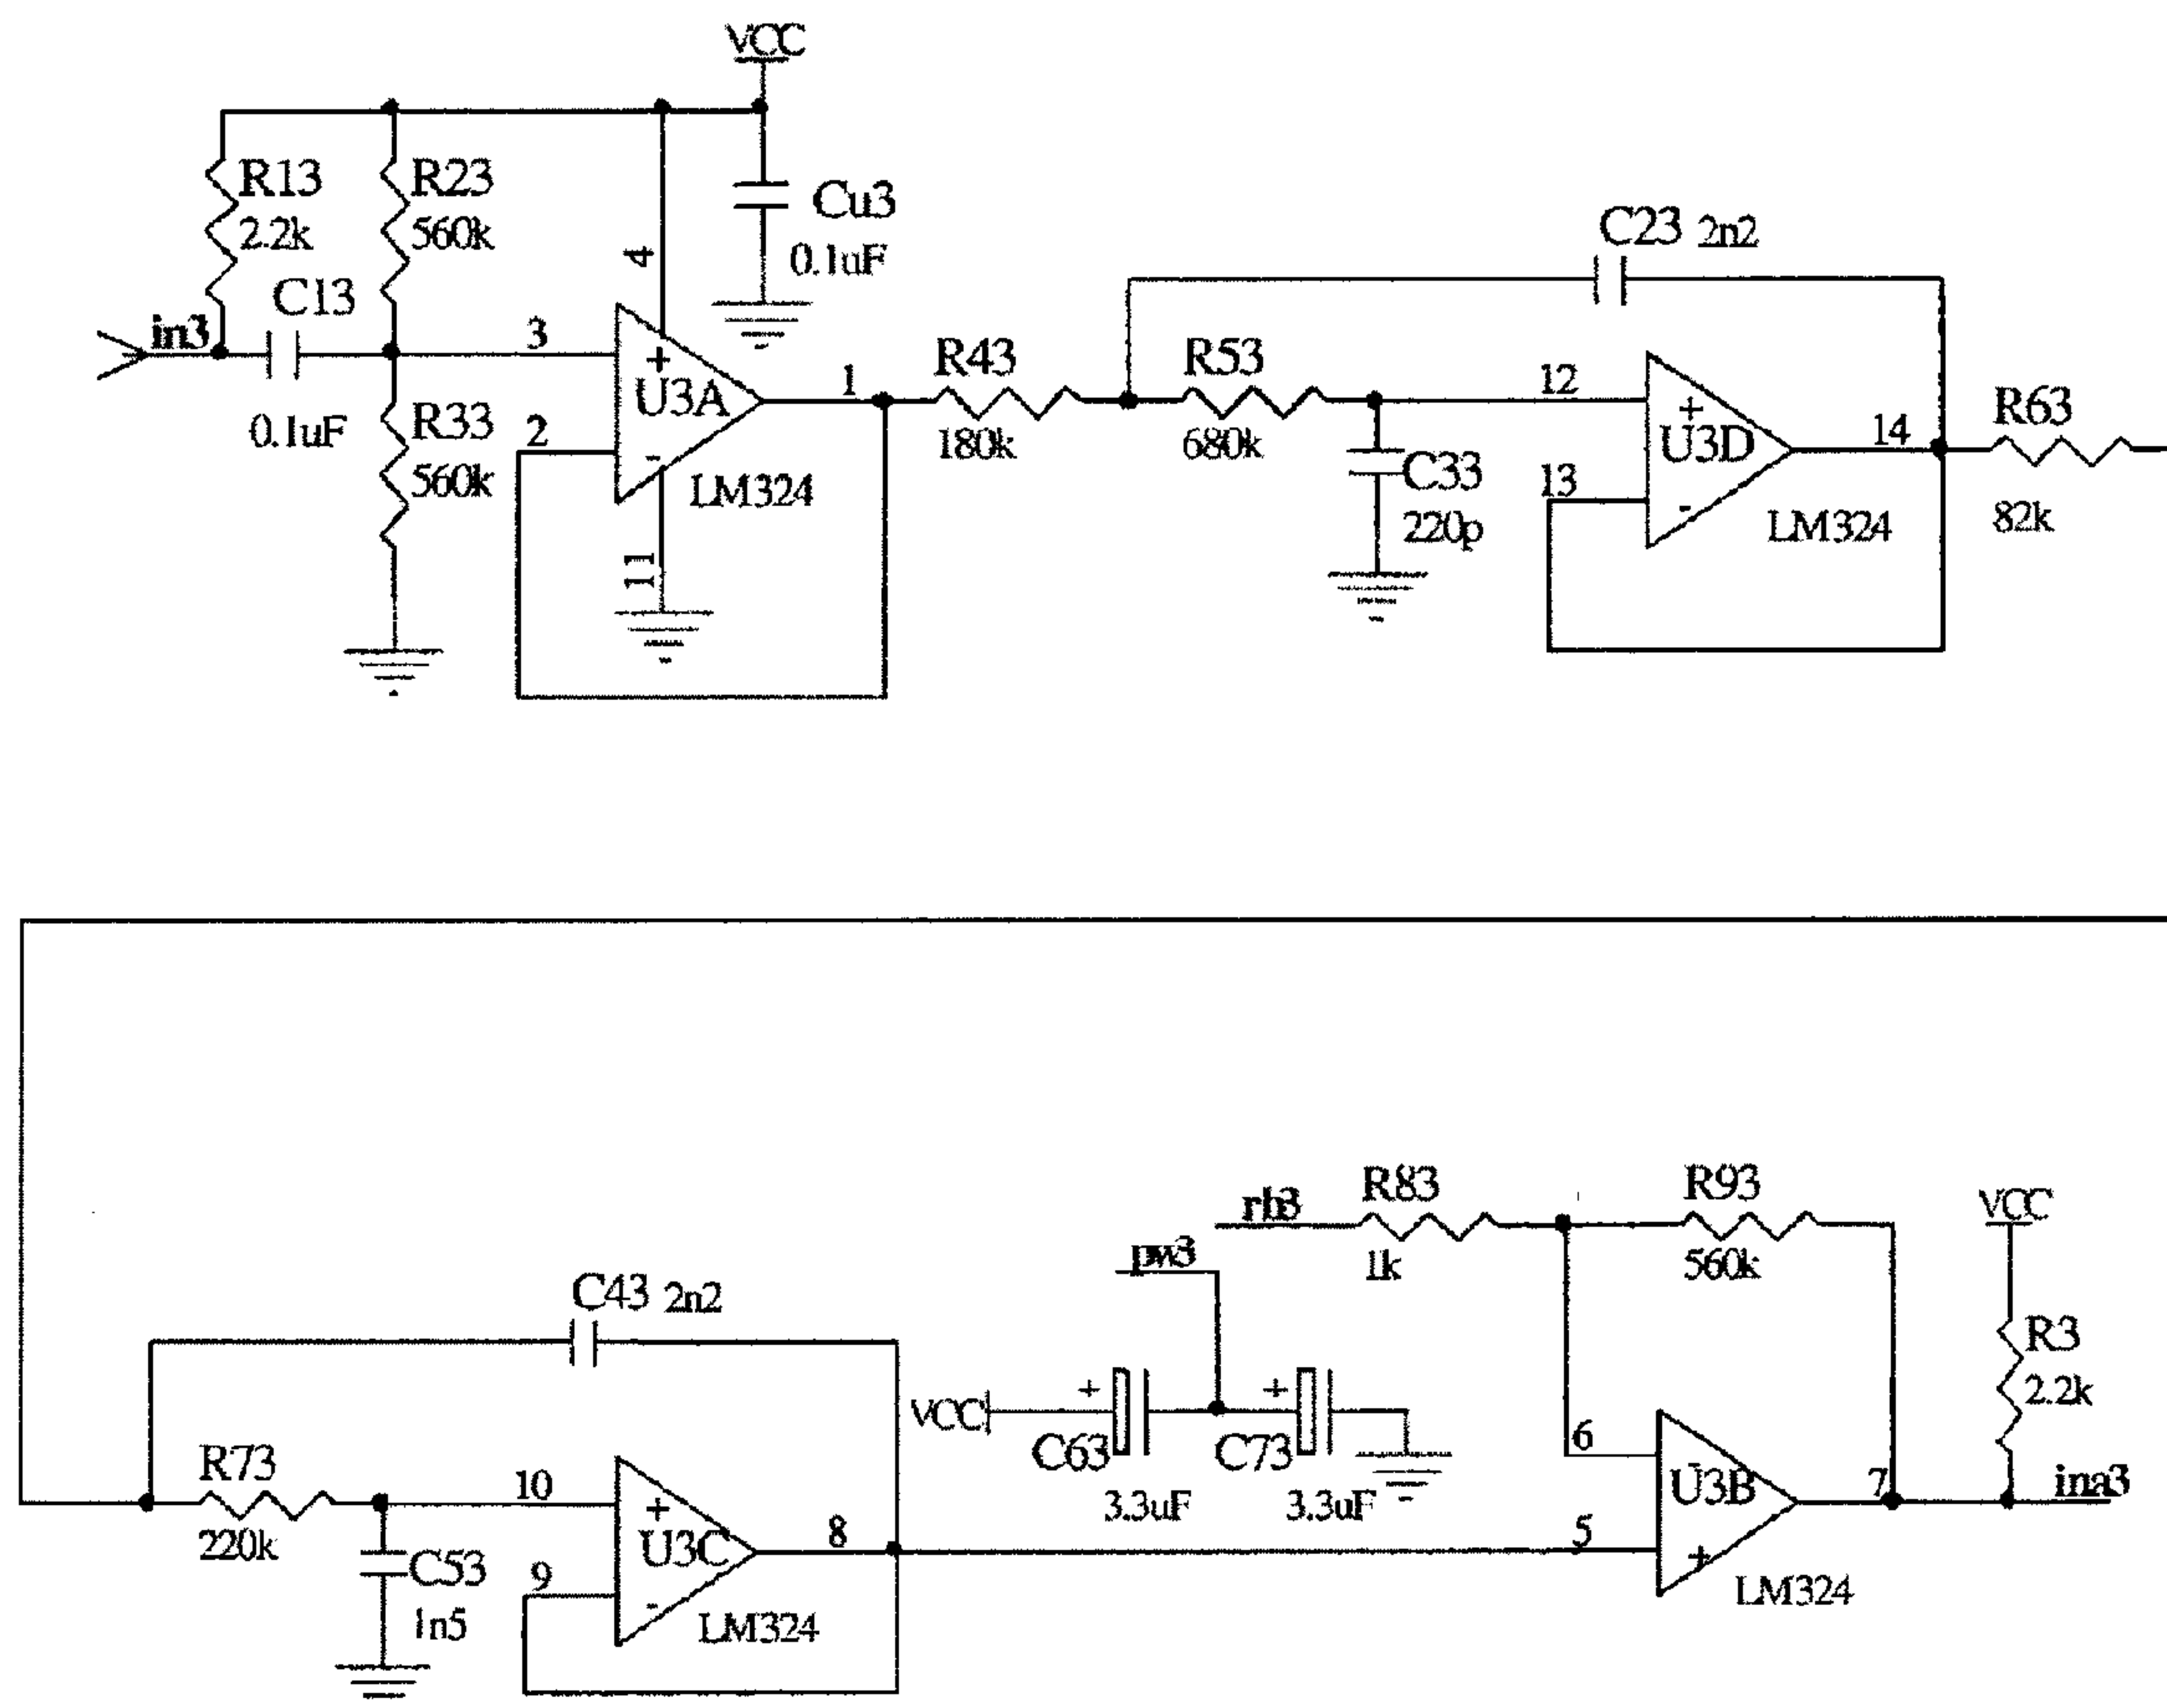 VCC
R13
2.2k
R23
560k
Cu3
0.1uF
4
C13
0.1uF
in3
3
+
U3A
-
2
1
LM324
11
R33
560k
R43
180k
R53
680k
C23 2n2
12
+
U3D
-
13
14
LM324
C33
220p
R63
82k
R73
220k
C43 2n2
10
+
U3C
-
9
8
LM324
C53
1n5
pw3
rh3
R83
1k
R93
560k
VCC
R3
2.2k
VCC
+
C63
3.3uF
+
C73
3.3uF
6
-
U3B
+
5
7
ina3
LM324